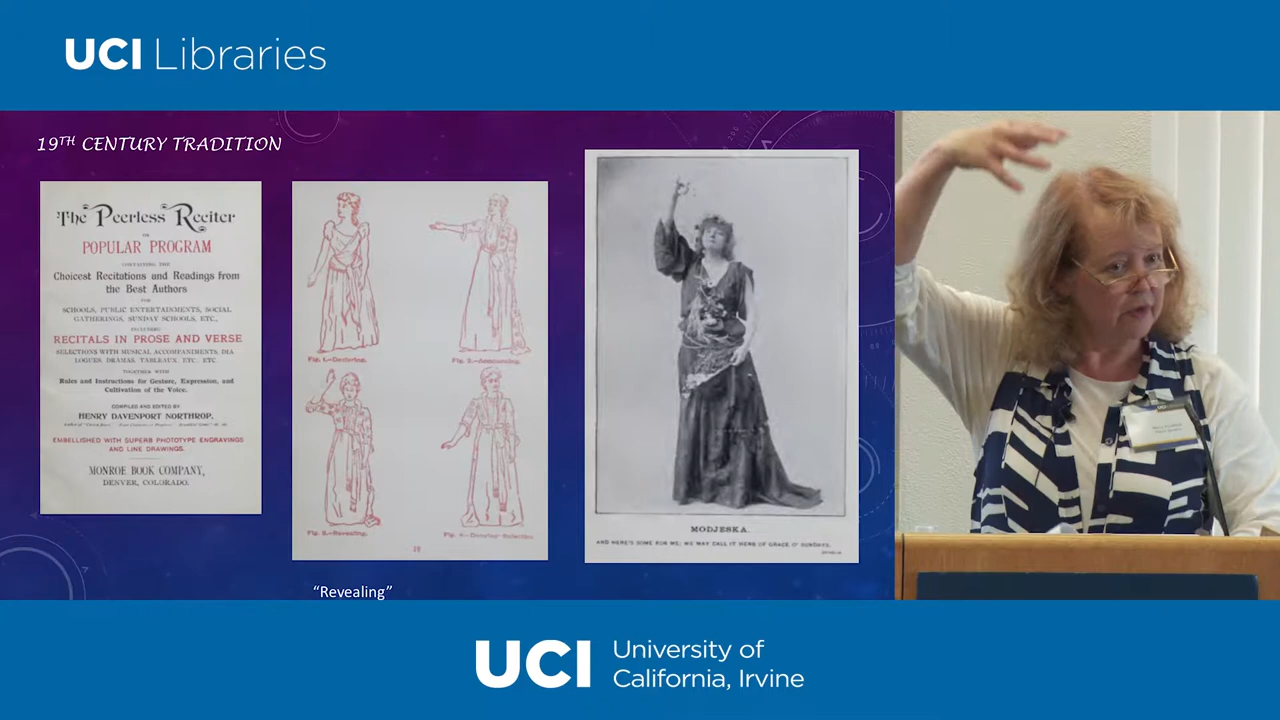 UCI Libraries
19TH CENTURY TRADITION
The Peerless Reciter
OR
POPULAR PROGRAM
CONTAINING THE
Choicest Recitations and Readings from
the Best Authors
FOR
SCHOOLS, PUBLIC ENTERTAINMENTS, SOCIAL
GATHERINGS, SUNDAY SCHOOLS, ETC.,
INCLUDING
RECITALS IN PROSE AND VERSE
SELECTIONS WITH MUSICAL ACCOMPANIMENTS, DIA
LOGUES, DRAMAS, TABLEAUX, ETC. ETC
TOGETHER WITH
Rules and Instructions for Gesture, Expression, and
Cultivation of the Voice.
COMPILED AND EDITED BY
HENRY DAVENPORT NORTHROP.
EMBELLISHED WITH SUPERB PHOTOTYPE ENGRAVINGS
AND LINE DRAWINGS.
MONROE BOOK COMPANY,
DENVER, COLORADO.
Fig. 1.—Declaring.
Fig. 2.—Announcing.
Fig. 3.—Revealing.
Fig. 4.—
28
MODJESKA.
AND HERE'S SOME FOR ME; WE MAY CALL IT HERB OF GRACE O' SUNDAYS.
"Revealing"
UCI
UCI University of
California, Irvine